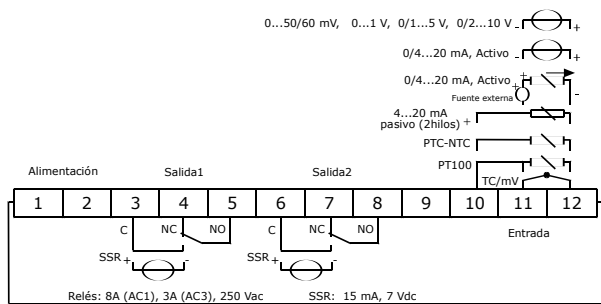 0...50/60 mV, 0...1 V, 0/1...5 V, 0/2...10 V - +
0/4...20 mA, Activo - +
0/4...20 mA, Activo + + -
Fuente externa
4...20 mA
pasivo (2hilos) +
PTC-NTC
PT100
TC/mV
Alimentación Salida1 Salida2
1 2 3 4 5 6 7 8 9 10 11 12
C NC NO C NC NO Entrada
SSR + - SSR + -
Relés: 8A (AC1), 3A (AC3), 250 Vac SSR: 15 mA, 7 Vdc